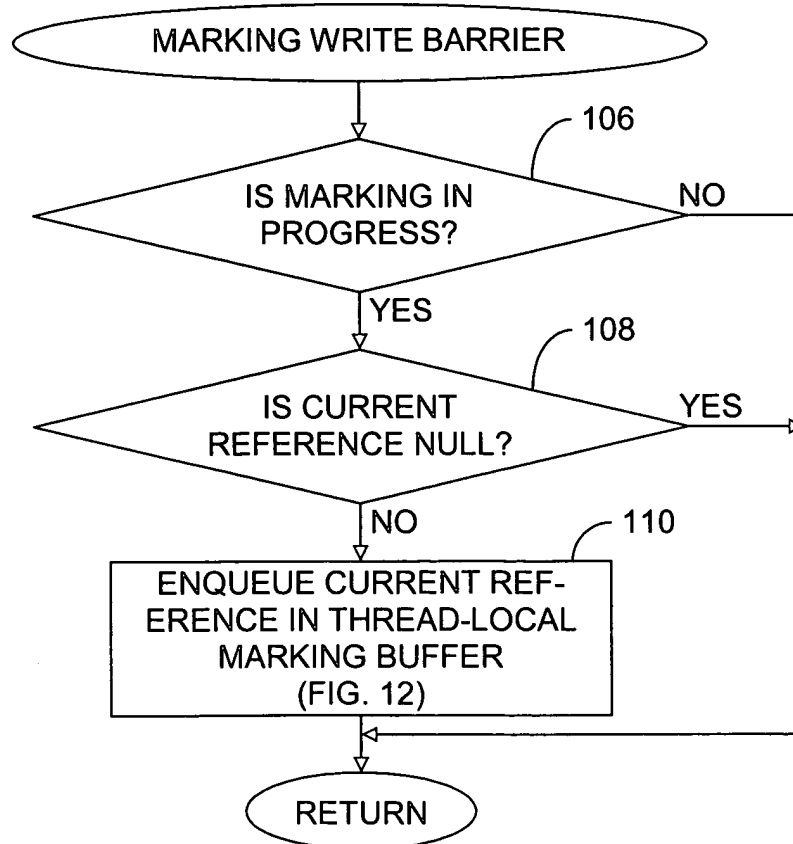 MARKING WRITE BARRIER
106
IS MARKING IN
PROGRESS?
NO
YES
108
IS CURRENT
REFERENCE NULL?
YES
NO
110
ENQUEUE CURRENT REF-
ERENCE IN THREAD-LOCAL
MARKING BUFFER
(FIG. 12)
RETURN